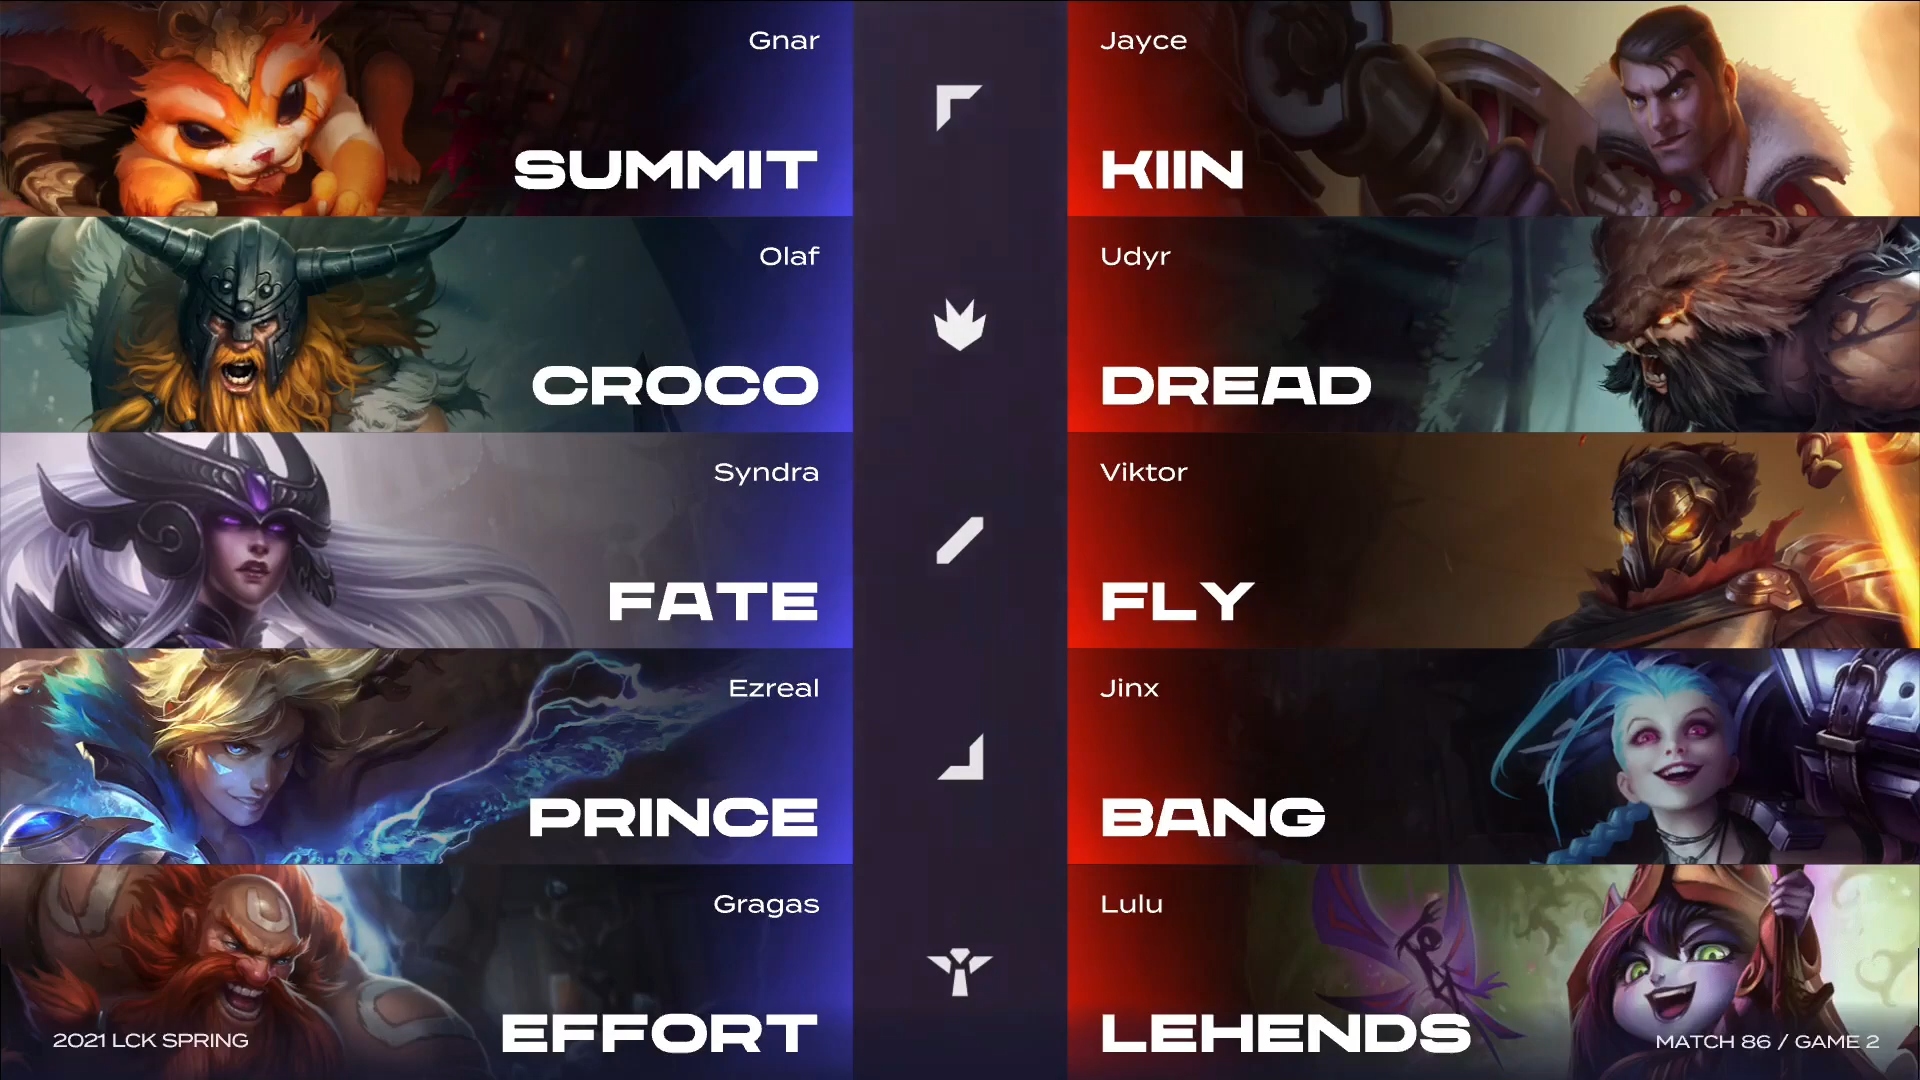 Gnar
SUMMIT
Jayce
KIIN
Olaf
CROCO
Udyr
DREAD
Syndra
FATE
Viktor
FLY
Ezreal
PRINCE
Jinx
BANG
Gragas
EFFORT
Lulu
LEHENDS
2021 LCK SPRING
MATCH 86 / GAME 2